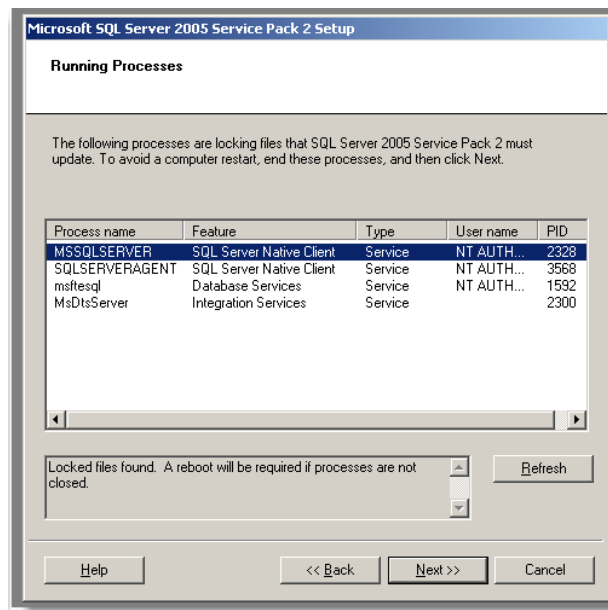 Microsoft SQL Server 2005 Service Pack 2 Setup
Running Processes
The following processes are locking files that SQL Server 2005 Service Pack 2 must
update. To avoid a computer restart, end these processes, and then click Next.
Process name Feature Type User name PID
MSSQLSERVER SQL Server Native Client Service NT AUTH... 2328
SQLSERVERAGENT SQL Server Native Client Service NT AUTH... 3568
msftesql Database Services Service NT AUTH... 1592
MsDtsServer Integration Services Service 2300
Locked files found. A reboot will be required if processes are not
closed.
Refresh
Help << Back Next >> Cancel